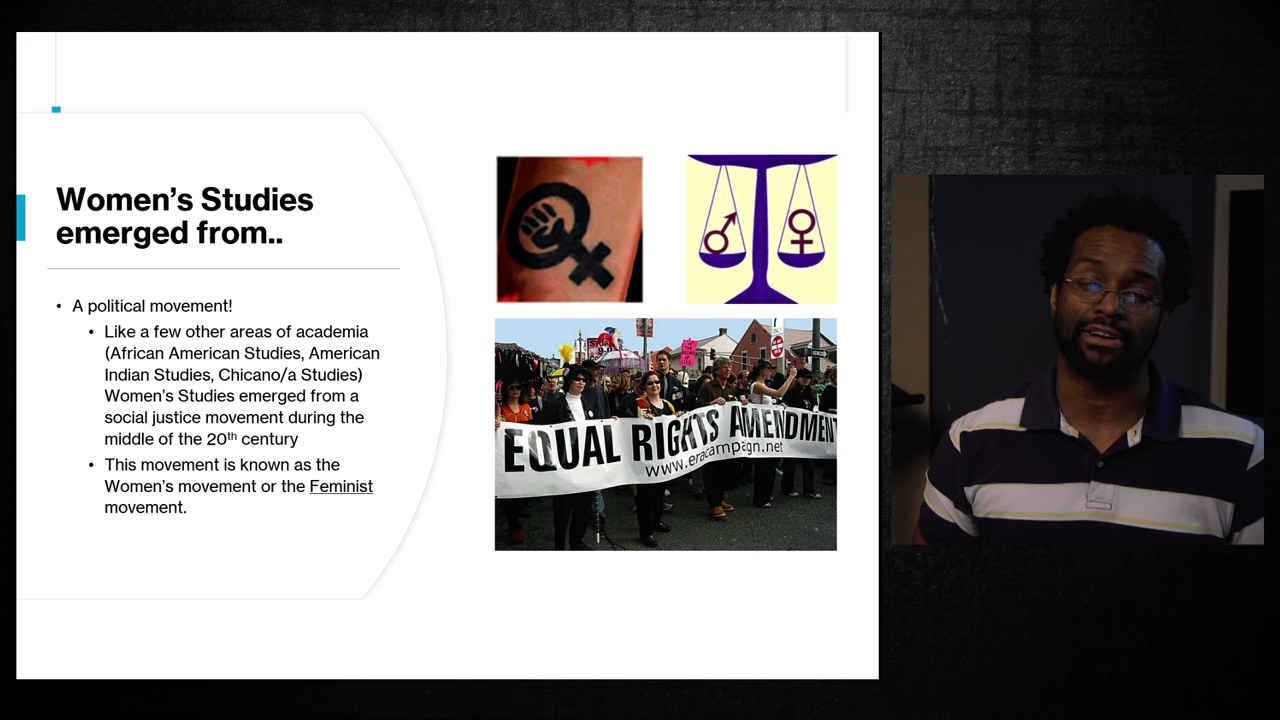 Women's Studies
emerged from..
• A political movement!
• Like a few other areas of academia
(African American Studies, American
Indian Studies, Chicano/a Studies)
Women's Studies emerged from a
social justice movement during the
middle of the 20th century
• This movement is known as the
Women's movement or the Feminist
movement.
EQUAL RIGHTS AMENDMENT
www.eracampaign.net